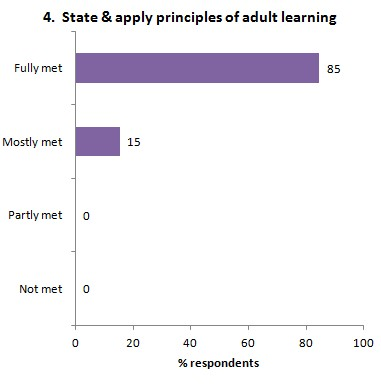 4. State & apply principles of adult learning
Fully met 85
Mostly met 15
Partly met 0
Not met 0
0 20 40 60 80 100
% respondents